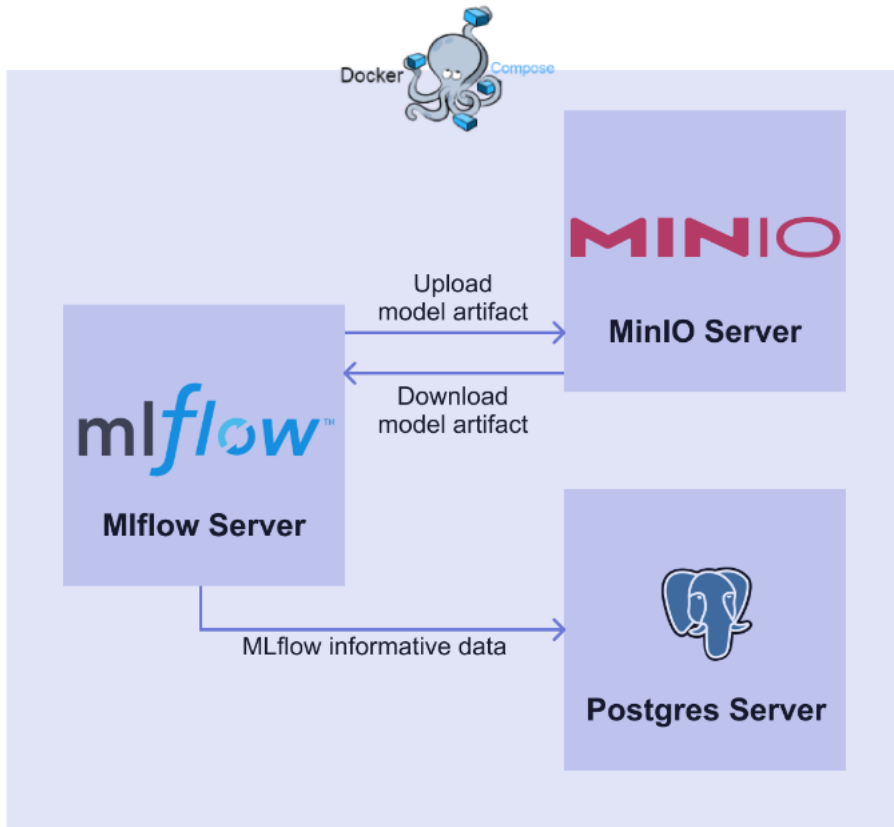 Docker Compose
MINIO
MinIO Server
Upload
model artifact
Download
model artifact
mlflow™
Mlflow Server
MLflow informative data
Postgres Server